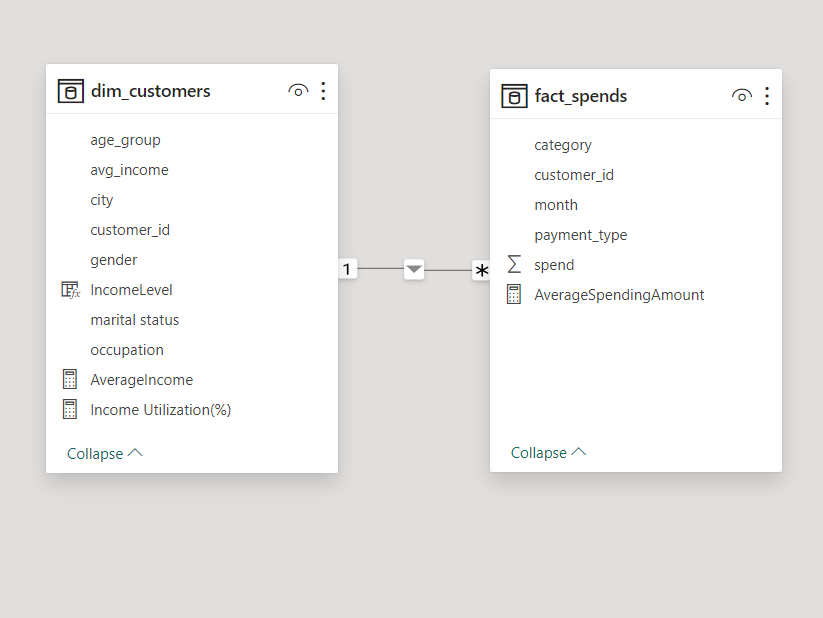 dim_customers
age_group
avg_income
city
customer_id
gender
IncomeLevel
marital status
occupation
AverageIncome
Income Utilization(%)
Collapse
1
*
fact_spends
category
customer_id
month
payment_type
spend
AverageSpendingAmount
Collapse